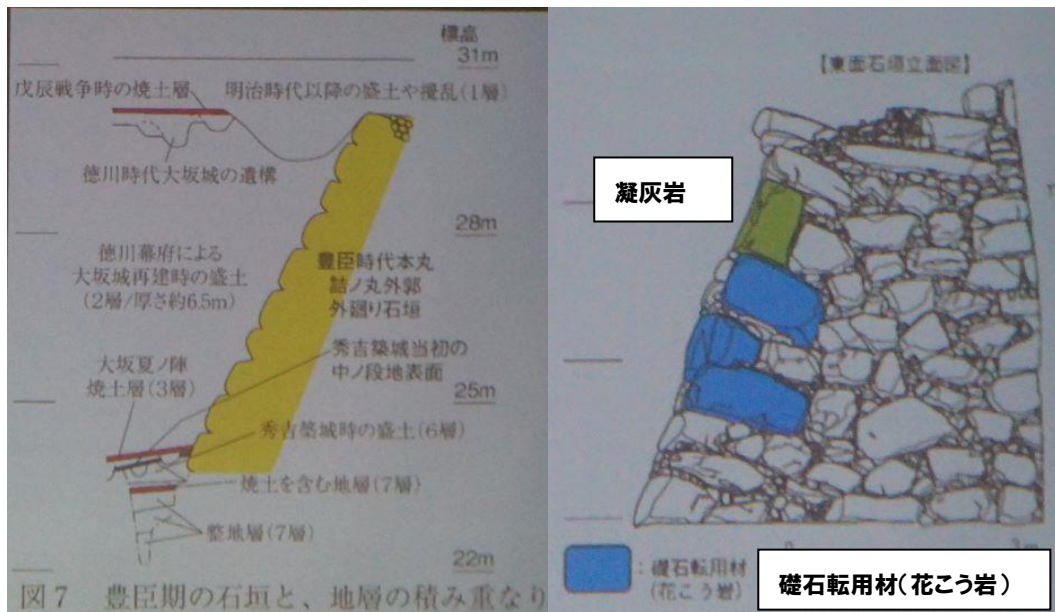 標高
31m
戊辰戦争時の焼土層
明治時代以降の盛土や攪乱(1層)
徳川時代大坂城の遺構
28m
徳川幕府による
大坂城再建時の盛土
(2層/厚さ約6.5m)
豊臣時代本丸
詰ノ丸外郭
外廻り石垣
大坂夏ノ陣
焼土層(3層)
秀吉築城当初の
中ノ段地表面
25m
秀吉築城時の盛土(6層)
焼土を含む地層(7層)
整地層(7層)
22m
図7 豊臣期の石垣と、地層の積み重なり
【東面石垣立面図】
凝灰岩
0
3m
:礎石転用材
(花こう岩)
礎石転用材(花こう岩)